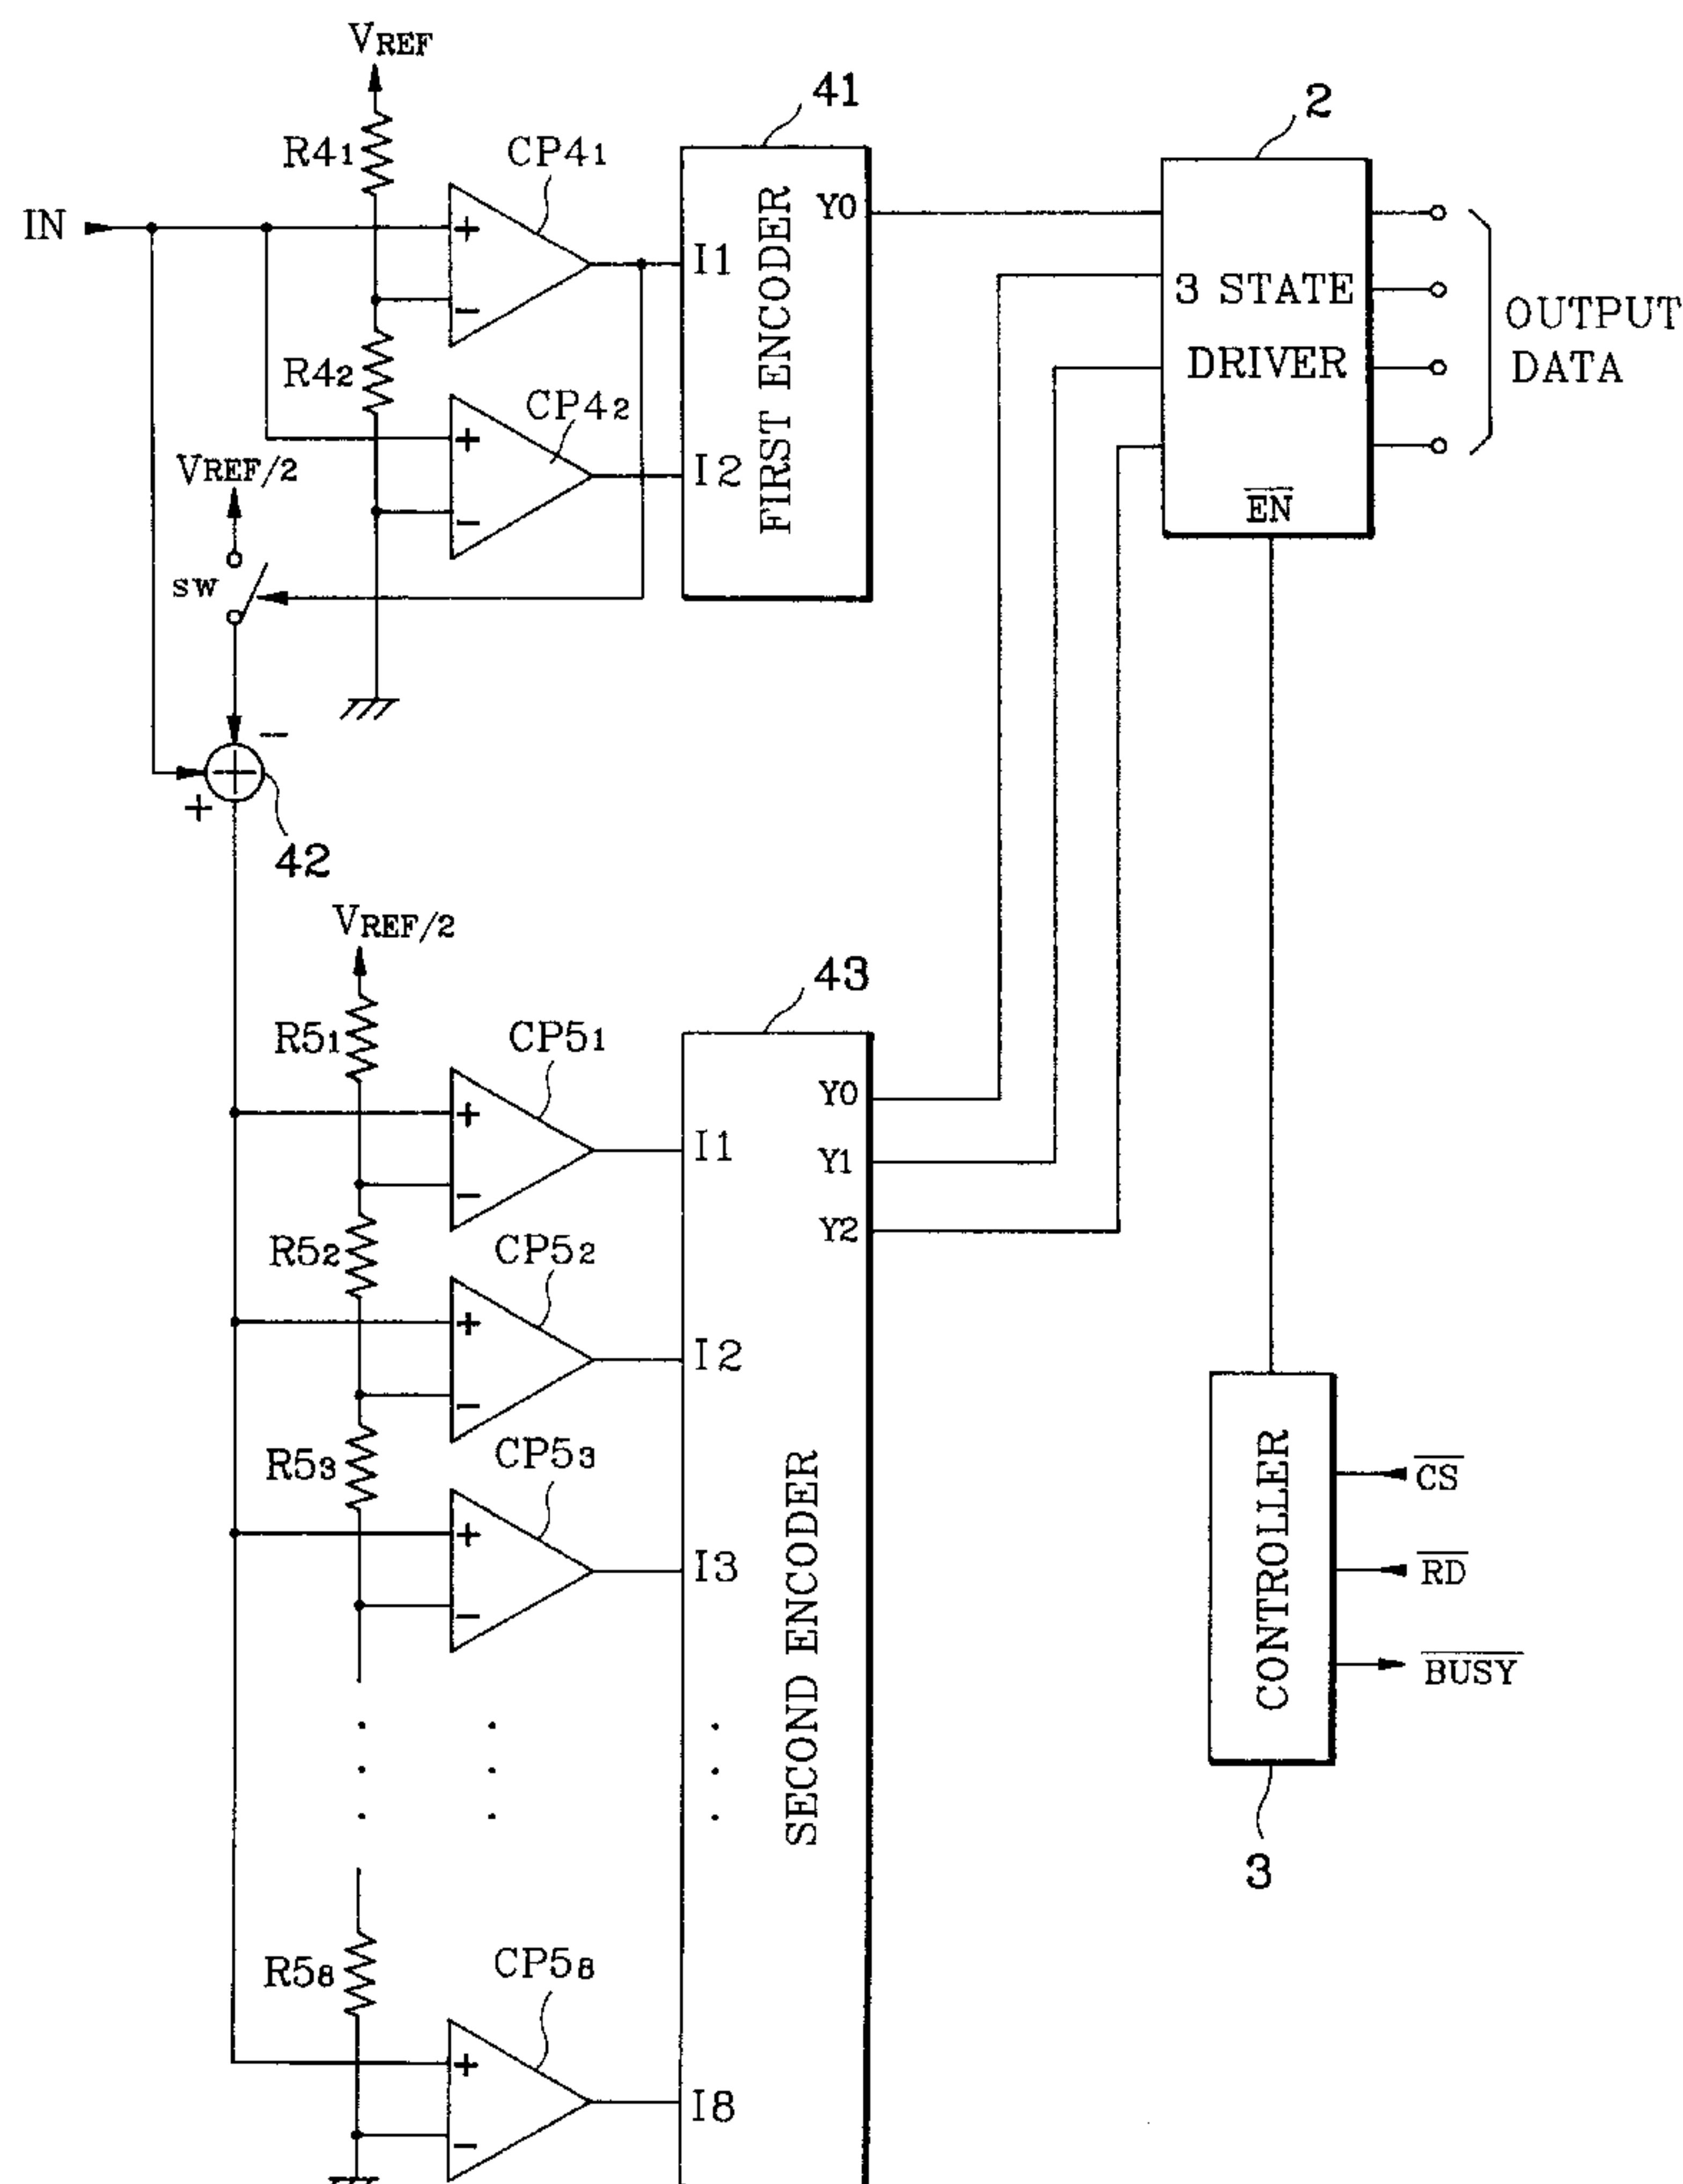 VREF
R41
CP41
41
2
IN
+
−
I1
Y0
FIRST ENCODER
3 STATE
DRIVER
EN
OUTPUT
DATA
R42
CP42
+
−
I2
VREF/2
SW
−
+
42
VREF/2
43
R51
CP51
+
−
I1
Y0
Y1
Y2
R52
CP52
+
−
I2
R53
CP53
+
−
I3
SECOND ENCODER
CONTROLLER
CS
RD
BUSY
3
R58
CP58
+
−
I8